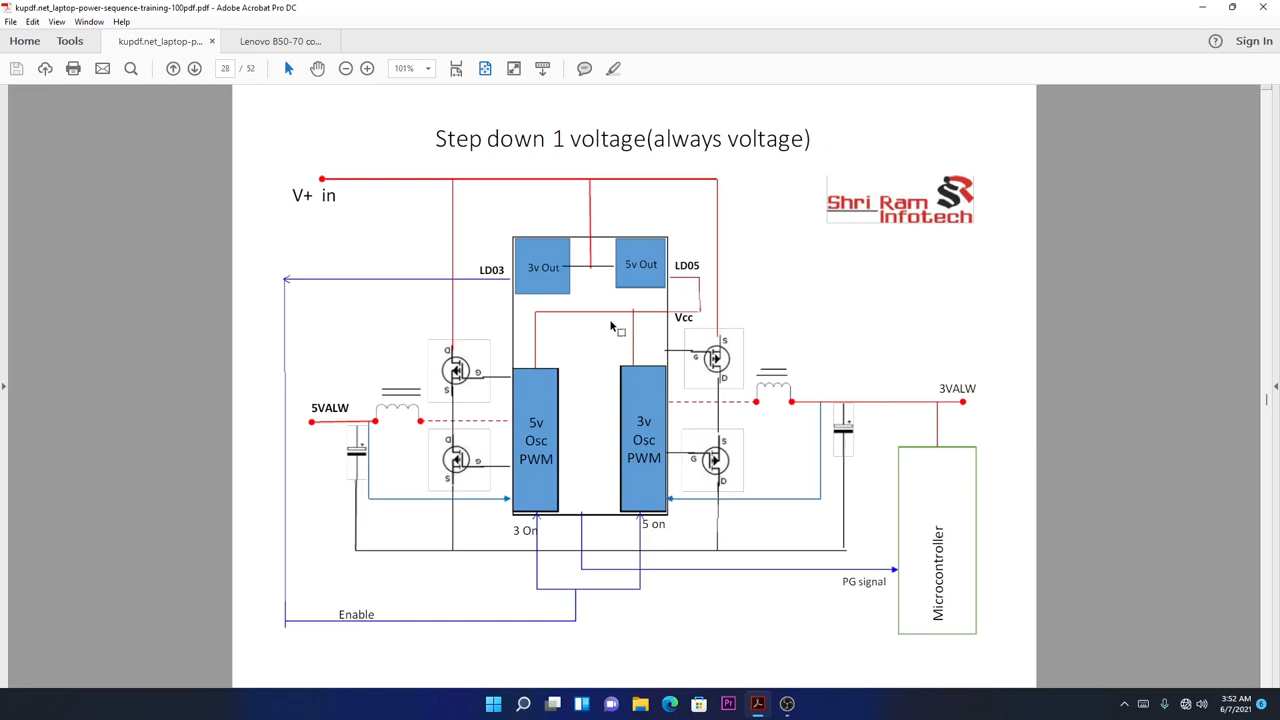 kupdf.net_laptop-power-sequence-training-100pdf.pdf - Adobe Acrobat Pro DC
File Edit View Window Help
Home Tools kupdf.net_laptop-p... × Lenovo B50-70 co... ? Sign In
28 / 52 101%
Step down 1 voltage(always voltage)
V+ in
Shri Ram
Infotech
LD03 3v Out 5v Out LD05
Vcc
D S
G G
S D
5VALW 3VALW
5v
Osc
PWM
3v
Osc
PWM
D S
G G
S D
3 On 5 on
PG signal
Microcontroller
Enable
3:52 AM
6/7/2021